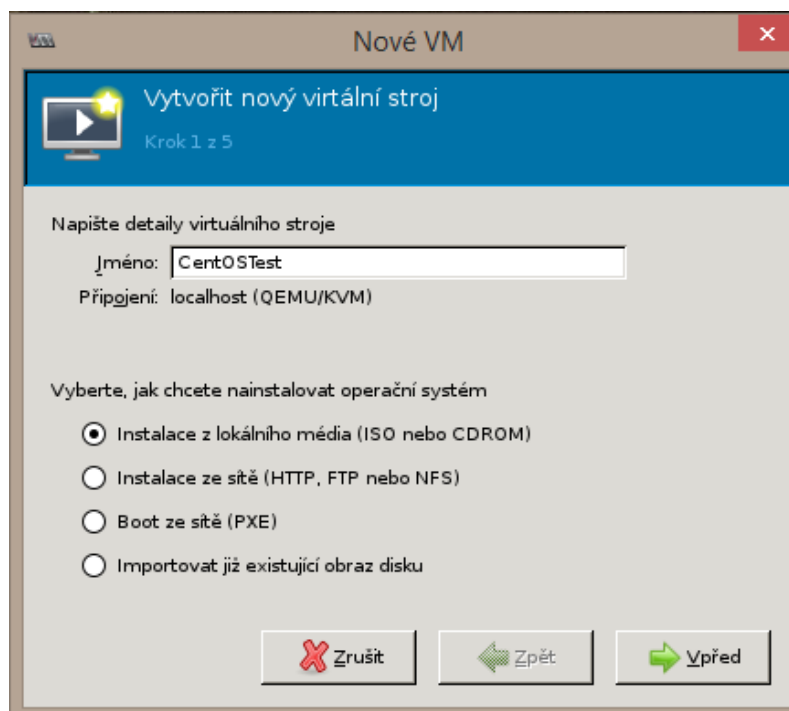 Nové VM
Vytvořit nový virtální stroj
Krok 1 z 5
Napište detaily virtuálního stroje
Jméno: CentOSTest
Připojení: localhost (QEMU/KVM)
Vyberte, jak chcete nainstalovat operační systém
Instalace z lokálního média (ISO nebo CDROM)
Instalace ze sítě (HTTP, FTP nebo NFS)
Boot ze sítě (PXE)
Importovat již existující obraz disku
Zrušit Zpět Vpřed